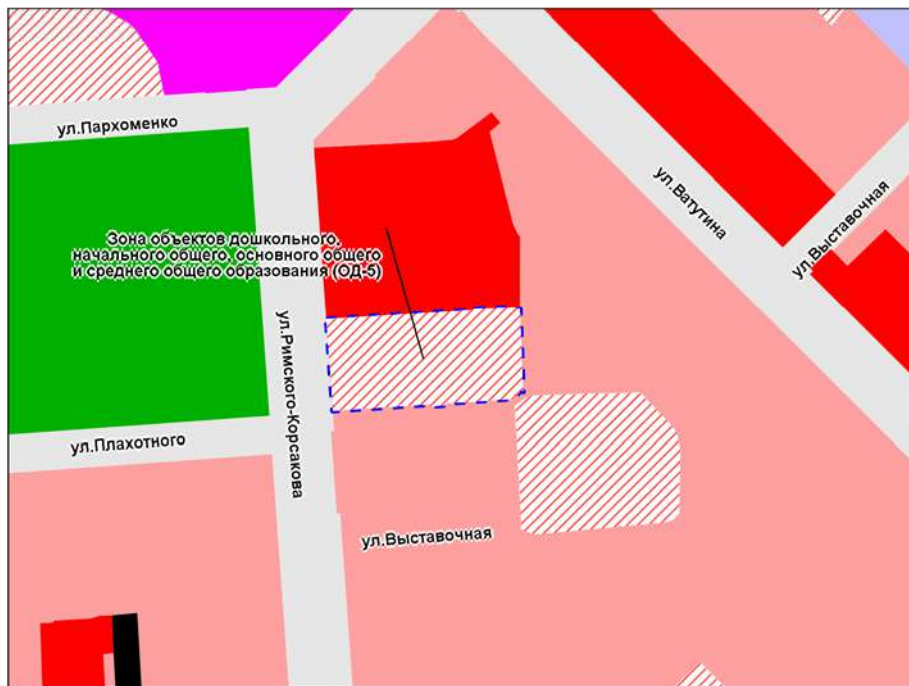 ул.Пархоменко
ул.Ватутина
ул.Выставочная
Зона объектов дошкольного,
начального общего, основного общего
и среднего общего образования (ОД-5)
ул.Римского-Корсакова
ул.Плахотного
ул.Выставочная